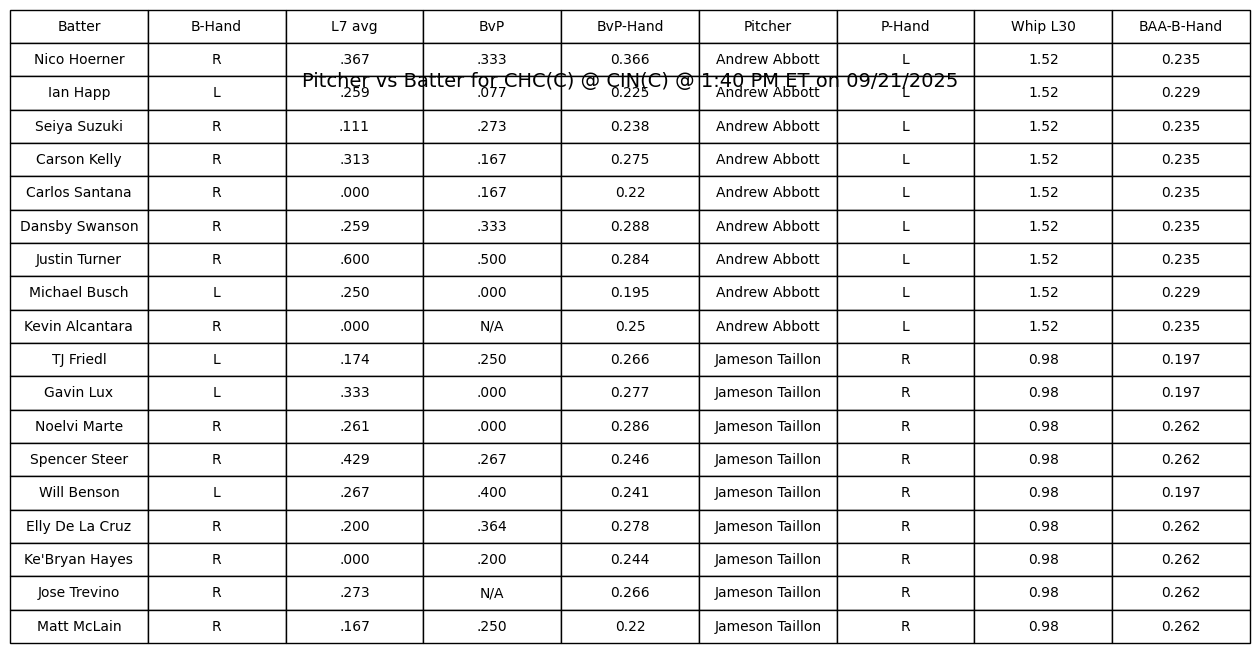 Batter B-Hand L7 avg BvP BvP-Hand Pitcher P-Hand Whip L30 BAA-B-Hand
Nico Hoerner R .367 .333 0.366 Andrew Abbott L 1.52 0.235
Pitcher vs Batter for CHC(C) @ CIN(C) @ 1:40 PM ET on 09/21/2025
Ian Happ L .259 .077 0.225 Andrew Abbott L 1.52 0.229
Seiya Suzuki R .111 .273 0.238 Andrew Abbott L 1.52 0.235
Carson Kelly R .313 .167 0.275 Andrew Abbott L 1.52 0.235
Carlos Santana R .000 .167 0.22 Andrew Abbott L 1.52 0.235
Dansby Swanson R .259 .333 0.288 Andrew Abbott L 1.52 0.235
Justin Turner R .600 .500 0.284 Andrew Abbott L 1.52 0.235
Michael Busch L .250 .000 0.195 Andrew Abbott L 1.52 0.229
Kevin Alcantara R .000 N/A 0.25 Andrew Abbott L 1.52 0.235
TJ Friedl L .174 .250 0.266 Jameson Taillon R 0.98 0.197
Gavin Lux L .333 .000 0.277 Jameson Taillon R 0.98 0.197
Noelvi Marte R .261 .000 0.286 Jameson Taillon R 0.98 0.262
Spencer Steer R .429 .267 0.246 Jameson Taillon R 0.98 0.262
Will Benson L .267 .400 0.241 Jameson Taillon R 0.98 0.197
Elly De La Cruz R .200 .364 0.278 Jameson Taillon R 0.98 0.262
Ke'Bryan Hayes R .000 .200 0.244 Jameson Taillon R 0.98 0.262
Jose Trevino R .273 N/A 0.266 Jameson Taillon R 0.98 0.262
Matt McLain R .167 .250 0.22 Jameson Taillon R 0.98 0.262